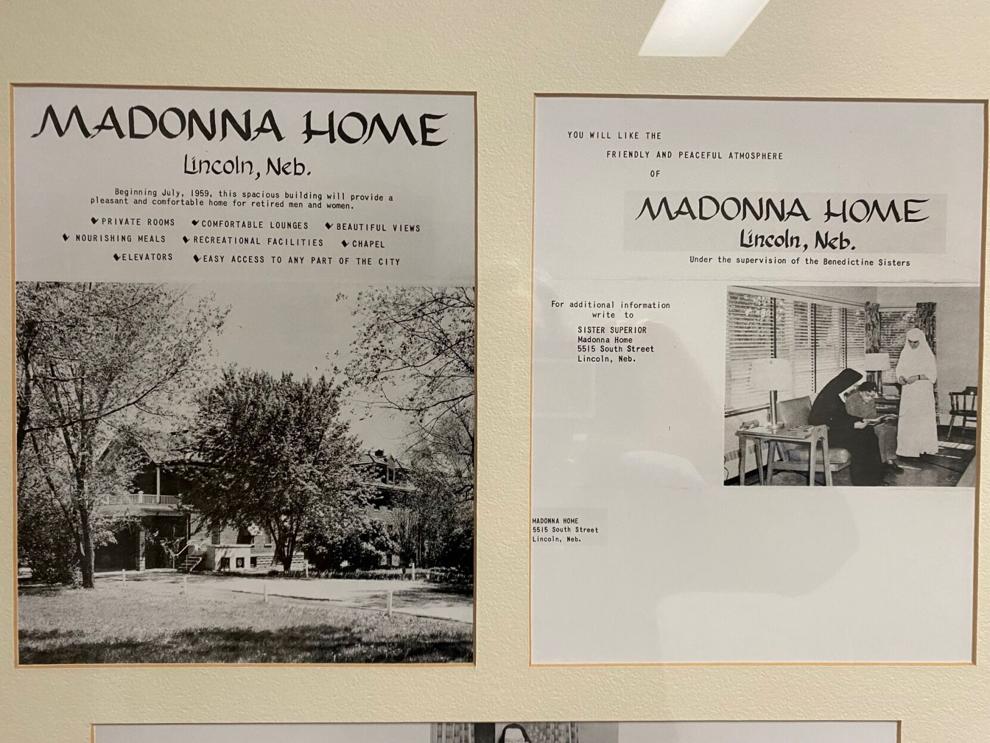 MADONNA HOME
Lincoln, Neb.
Beginning July, 1959, this spacious building will provide a
pleasant and comfortable home for retired men and women.
PRIVATE ROOMS COMFORTABLE LOUNGES BEAUTIFUL VIEWS
NOURISHING MEALS RECREATIONAL FACILITIES CHAPEL
ELEVATORS EASY ACCESS TO ANY PART OF THE CITY
YOU WILL LIKE THE
FRIENDLY AND PEACEFUL ATMOSPHERE
OF
MADONNA HOME
Lincoln, Neb.
Under the supervision of the Benedictine Sisters
For additional information
write to
SISTER SUPERIOR
Madonna Home
5515 South Street
Lincoln, Neb.
MADONNA HOME
5515 South Street
Lincoln, Neb.